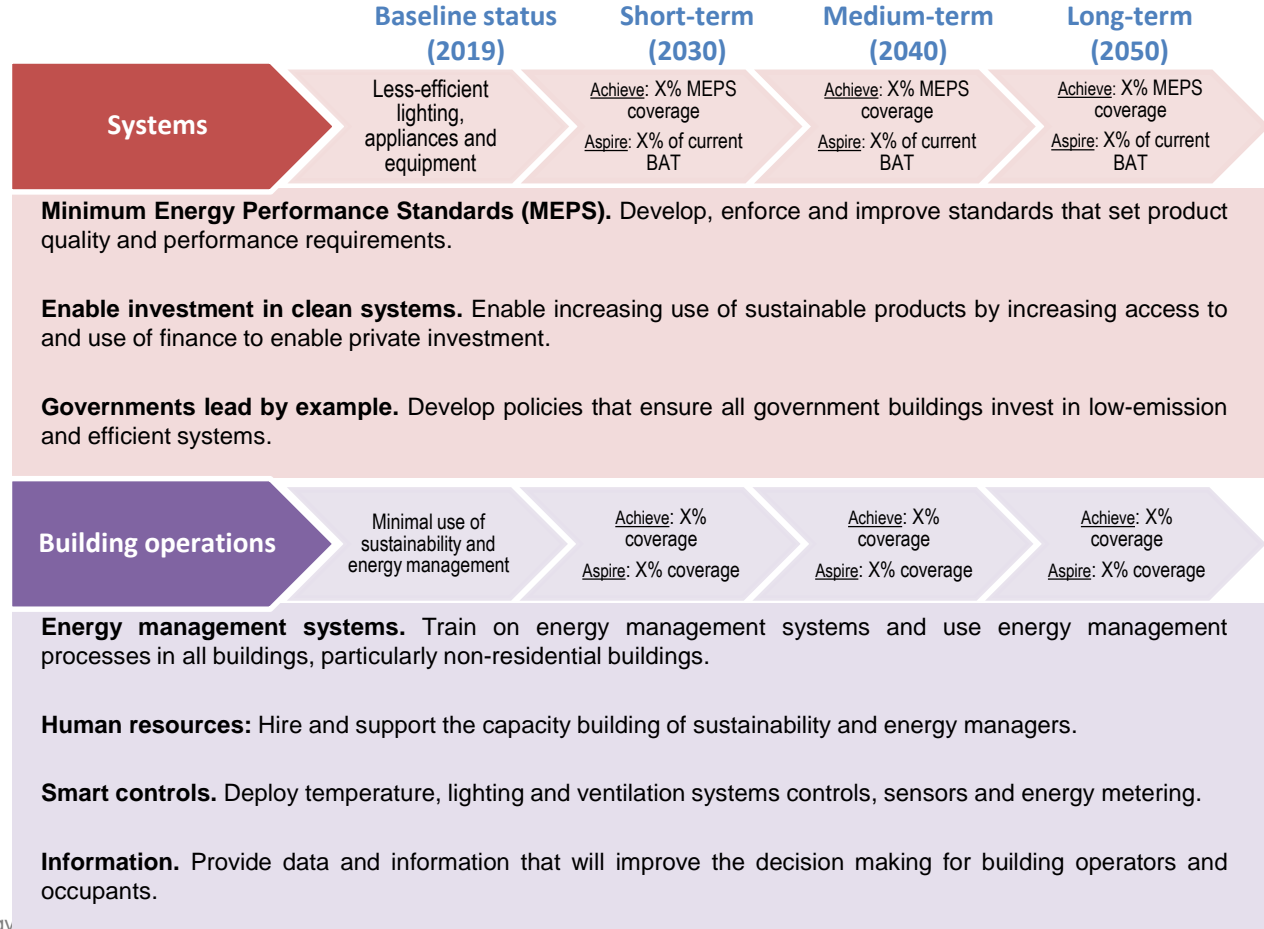 Baseline status
(2019)
Short-term
(2030)
Medium-term
(2040)
Long-term
(2050)
Systems
Less-efficient
lighting,
appliances and
equipment
Achieve: X% MEPS
coverage
Aspire: X% of current
BAT
Achieve: X% MEPS
coverage
Aspire: X% of current
BAT
Achieve: X% MEPS
coverage
Aspire: X% of current
BAT
Minimum Energy Performance Standards (MEPS). Develop, enforce and improve standards that set product
quality and performance requirements.
Enable investment in clean systems. Enable increasing use of sustainable products by increasing access to
and use of finance to enable private investment.
Governments lead by example. Develop policies that ensure all government buildings invest in low-emission
and efficient systems.
Building operations
Minimal use of
sustainability and
energy management
Achieve: X%
coverage
Aspire: X% coverage
Achieve: X%
coverage
Aspire: X% coverage
Achieve: X%
coverage
Aspire: X% coverage
Energy management systems. Train on energy management systems and use energy management
processes in all buildings, particularly non-residential buildings.
Human resources: Hire and support the capacity building of sustainability and energy managers.
Smart controls. Deploy temperature, lighting and ventilation systems controls, sensors and energy metering.
Information. Provide data and information that will improve the decision making for building operators and
occupants.